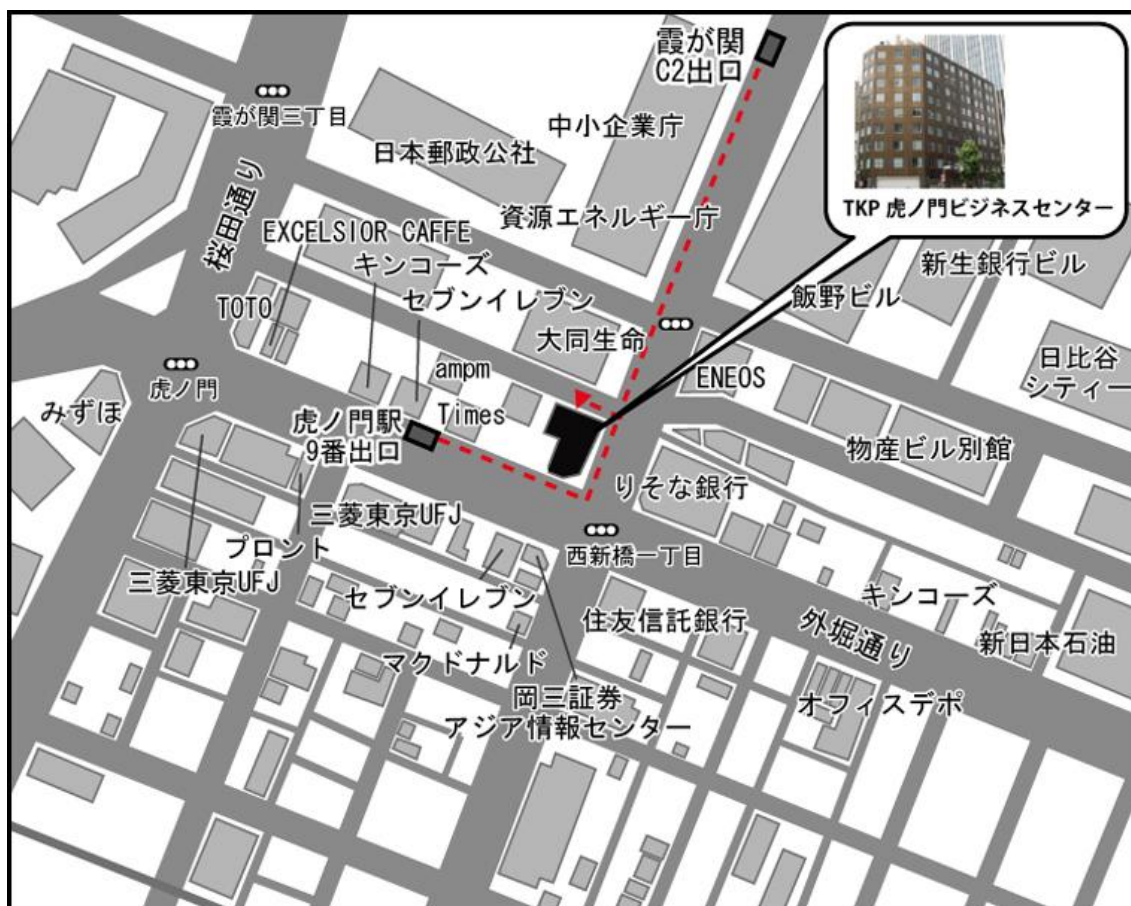 霞が関
C2出口
霞が関三丁目
中小企業庁
日本郵政公社
TKP 虎ノ門ビジネスセンター
桜田通り
資源エネルギー庁
EXCELSIOR CAFFE
キンコーズ
セブンイレブン
新生銀行ビル
飯野ビル
TOTO
大同生命
日比谷
シティー
ampm
ENEOS
虎ノ門
みずほ
Times
虎ノ門駅
9番出口
物産ビル別館
りそな銀行
三菱東京UFJ
西新橋一丁目
プロント
三菱東京UFJ
セブンイレブン
キンコーズ
住友信託銀行
外堀通り
新日本石油
マクドナルド
岡三証券
アジア情報センター
オフィスデポ